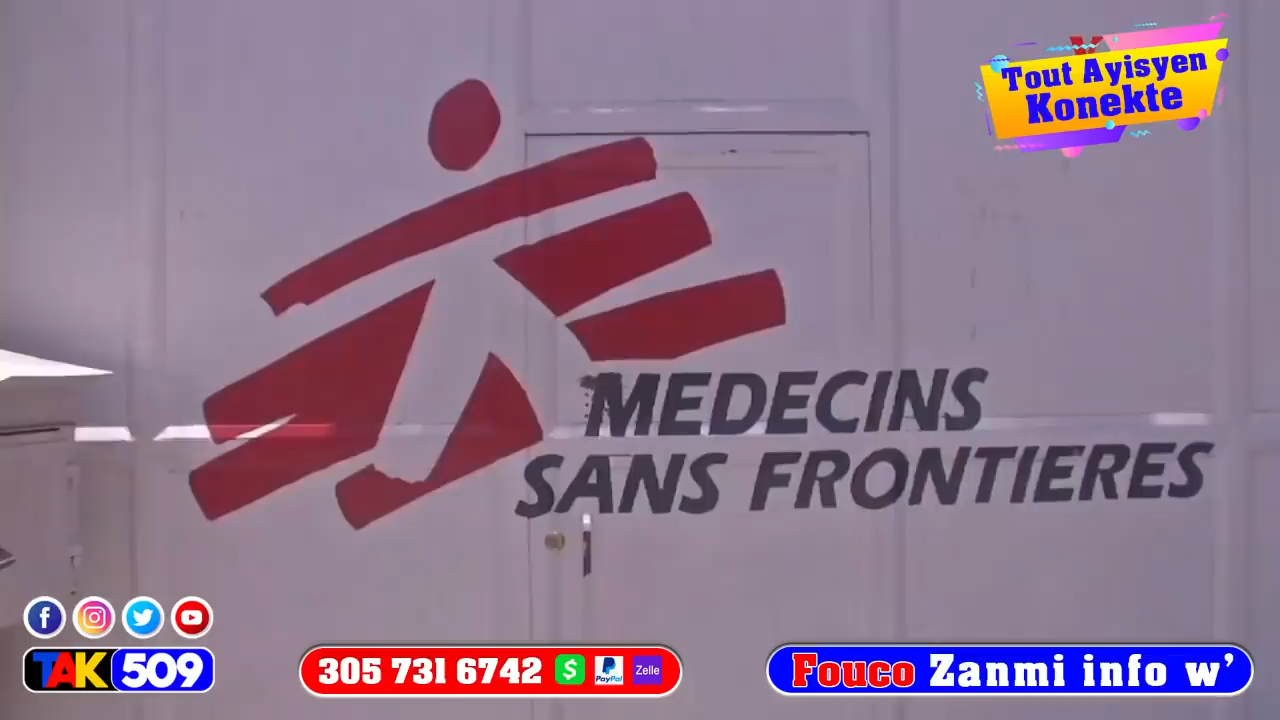 Tout Ayisyen
Konekte
MEDECINS
SANS FRONTIERES
TAK 509
305 731 6742
$
PayPal
Zelle
Fouco Zanmi info w'